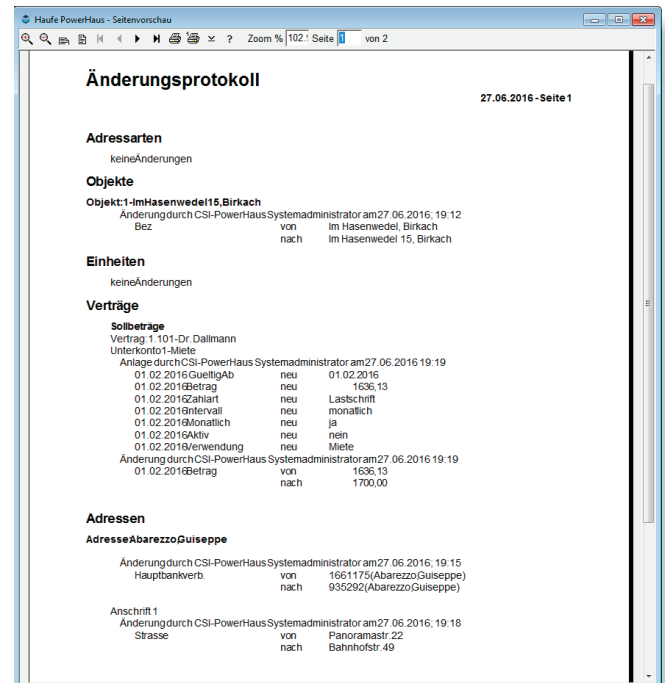 Haufe PowerHaus - Seitenvorschau
? Zoom % 102.9 Seite 1 von 2
Änderungsprotokoll
27.06.2016 - Seite 1
Adressarten
keine Änderungen
Objekte
Objekt: 1 - Im Hasenwedel 15, Birkach
Änderung durch CSI-PowerHaus Systemadministrator am 27.06.2016; 19:12
Bez von Im Hasenwedel, Birkach
nach Im Hasenwedel 15, Birkach
Einheiten
keine Änderungen
Verträge
Sollbeträge
Vertrag: 1.101 - Dr. Dallmann
Unterkonto 1 - Miete
Anlage durch CSI-PowerHaus Systemadministrator am 27.06.2016 19:19
01.02.2016 GueltigAb neu 01.02.2016
01.02.2016 Betrag neu 1636,13
01.02.2016 Zahlart neu Lastschrift
01.02.2016 Intervall neu monatlich
01.02.2016 Monatlich neu ja
01.02.2016 Aktiv neu nein
01.02.2016 Verwendung neu Miete
Änderung durch CSI-PowerHaus Systemadministrator am 27.06.2016 19:19
01.02.2016 Betrag von 1636,13
nach 1700,00
Adressen
Adresse: Abarezzo, Guiseppe
Änderung durch CSI-PowerHaus Systemadministrator am 27.06.2016; 19:15
Hauptbankverb. von 1661175 (Abarezzo, Guiseppe)
nach 935292 (Abarezzo, Guiseppe)
Anschrift 1
Änderung durch CSI-PowerHaus Systemadministrator am 27.06.2016; 19:18
Strasse von Panoramastr. 22
nach Bahnhofstr. 49